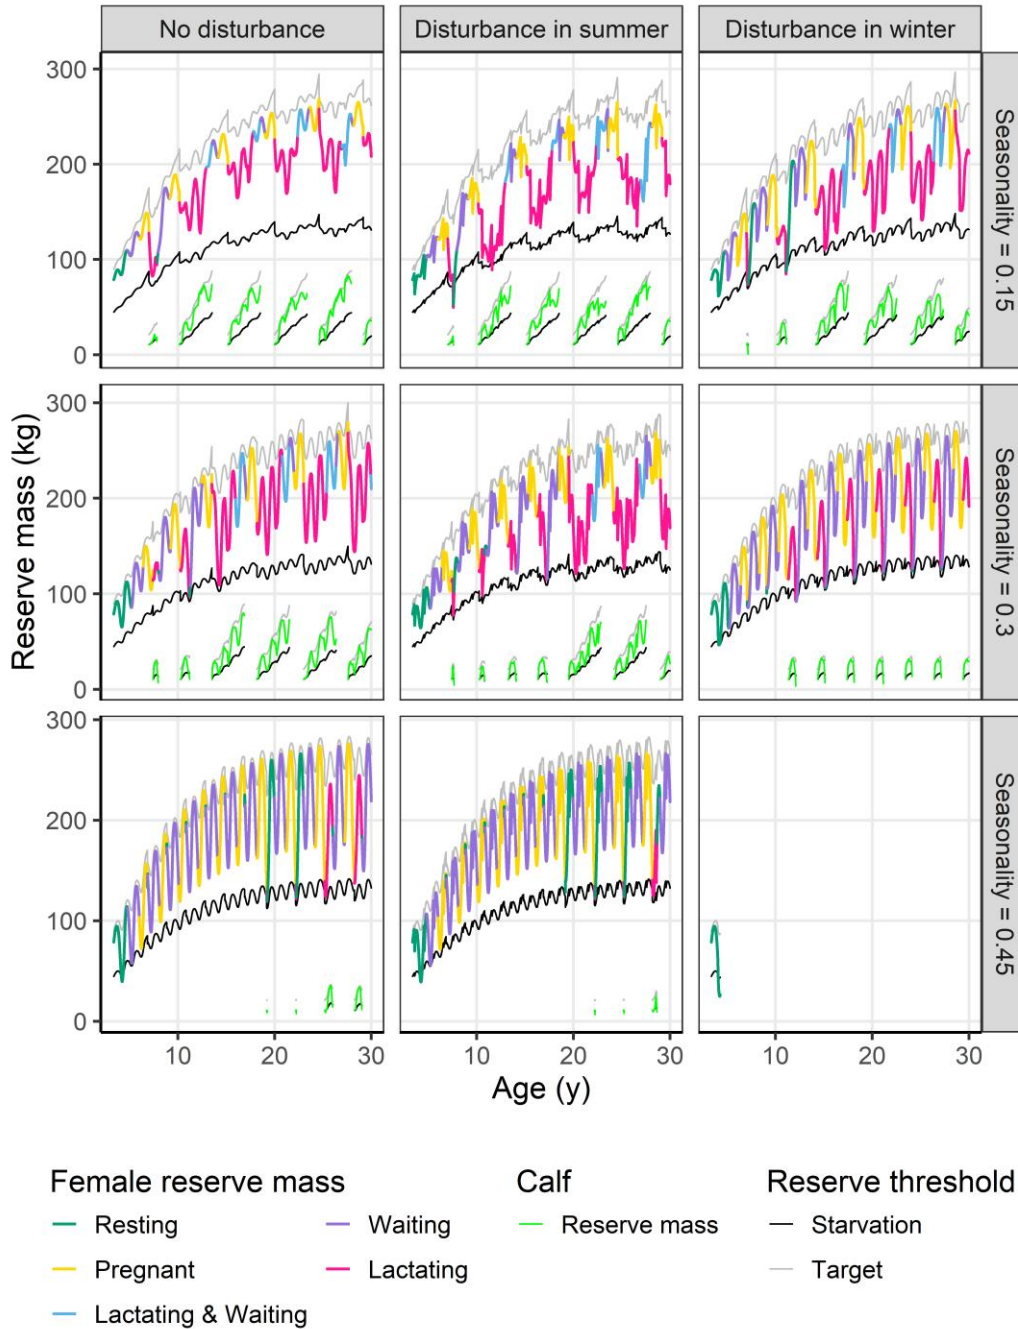 No disturbance
Disturbance in summer
Disturbance in winter
300
200
100
0
Seasonality = 0.15
300
200
100
0
Seasonality = 0.3
300
200
100
0
Seasonality = 0.45
Reserve mass (kg)
10 20 30
10 20 30
10 20 30
Age (y)
Female reserve mass
Resting
Pregnant
Lactating & Waiting
Waiting
Lactating
Calf
Reserve mass
Reserve threshold
Starvation
Target